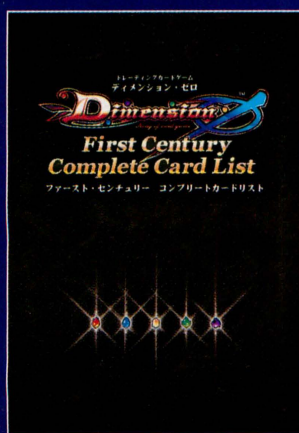 トレーディングカードゲーム
ディメンション・ゼロ
Dimension 0 ™
First Century
Complete Card List
ファースト・センチュリー コンプリートカードリスト